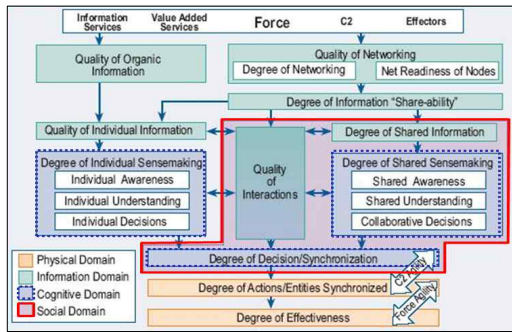 Information Services
Value Added Services
Force
C2
Effectors
Quality of Organic Information
Quality of Networking
Degree of Networking
Net Readiness of Nodes
Degree of Information "Share-ability"
Quality of Individual Information
Degree of Shared Information
Degree of Individual Sensemaking
Individual Awareness
Individual Understanding
Individual Decisions
Quality of Interactions
Degree of Shared Sensemaking
Shared Awareness
Shared Understanding
Collaborative Decisions
Degree of Decision/Synchronization
C2 Agility
Degree of Actions/Entities Synchronized
Force Agility
Degree of Effectiveness
Physical Domain
Information Domain
Cognitive Domain
Social Domain